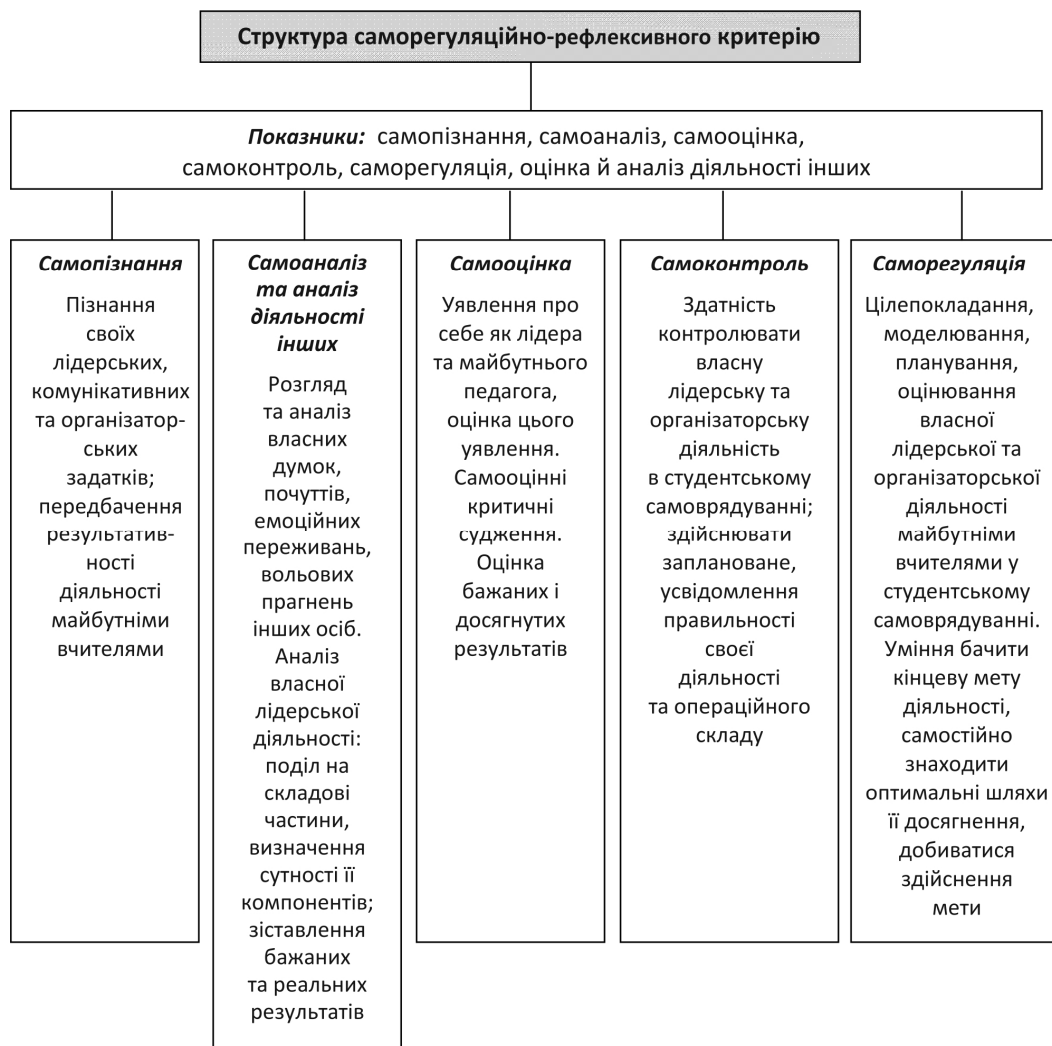 Структура саморегуляційно-рефлексивного критерію
Показники: самопізнання, самоаналіз, самооцінка,
самоконтроль, саморегуляція, оцінка й аналіз діяльності інших
Самопізнання
Пізнання
своїх
лідерських,
комунікативних
та організатор-
ських
задатків;
передбачення
результатив-
ності
діяльності
майбутніми
вчителями
Самоаналіз
та аналіз
діяльності
інших
Розгляд
та аналіз
власних
думок,
почуттів,
емоційних
переживань,
вольових
прагнень
інших осіб.
Аналіз
власної
лідерської
діяльності:
поділ на
складові
частини,
визначення
сутності її
компонентів;
зіставлення
бажаних
та реальних
результатів
Самооцінка
Уявлення про
себе як лідера
та майбутнього
педагога,
оцінка цього
уявлення.
Самооцінні
критичні
судження.
Оцінка
бажаних і
досягнутих
результатів
Самоконтроль
Здатність
контролювати
власну
лідерську та
організаторську
діяльність
в студентському
самоврядуванні;
здійснювати
заплановане,
усвідомлення
правильності
своєї
діяльності
та операційного
складу
Саморегуляція
Цілепокладання,
моделювання,
планування,
оцінювання
власної
лідерської та
організаторської
діяльності
майбутніми
вчителями у
студентському
самоврядуванні.
Уміння бачити
кінцеву мету
діяльності,
самостійно
знаходити
оптимальні шляхи
її досягнення,
добиватися
здійснення
мети